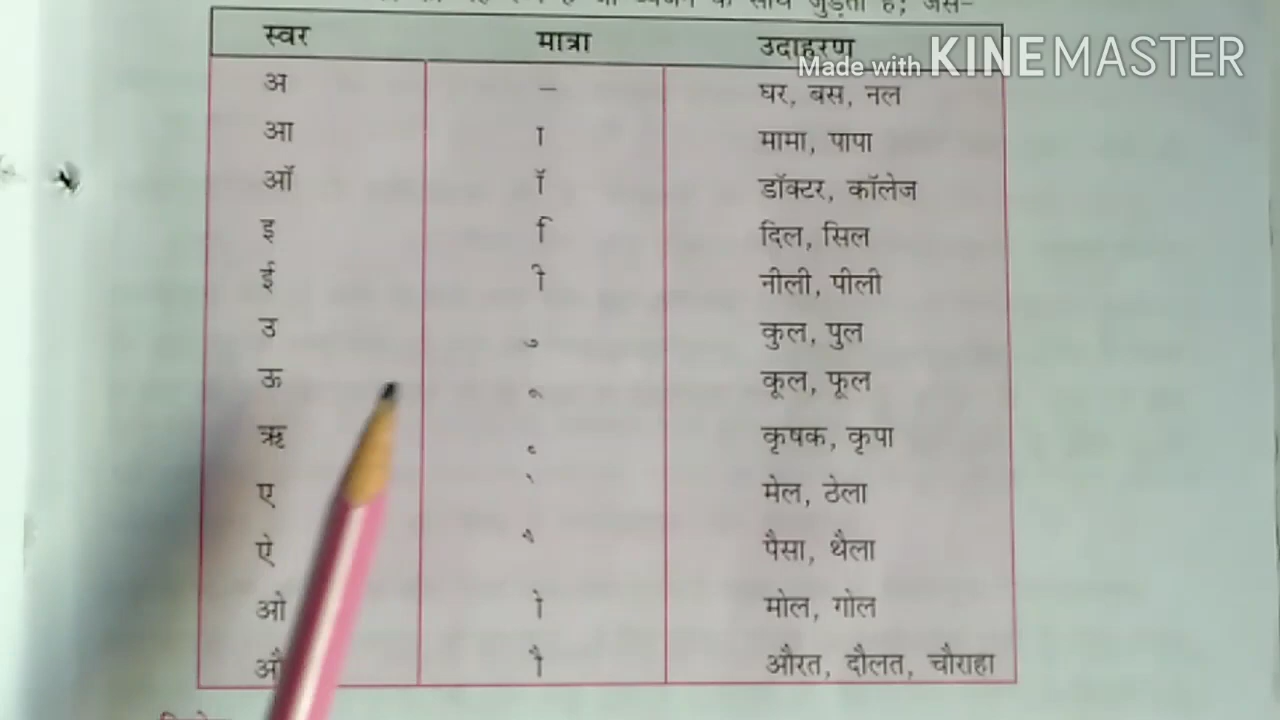 जुड़ता है; जैसे-
स्वर मात्रा उदाहरण
Made with KINEMASTER
अ – घर, बस, नल
आ ा मामा, पापा
ऑ ॉ डॉक्टर, कॉलेज
इ ि दिल, सिल
ई ी नीली, पीली
उ ु कुल, पुल
ऊ ू कूल, फूल
ऋ ृ कृषक, कृपा
ए े मेल, ठेला
ऐ ै पैसा, थैला
ओ ो मोल, गोल
औ ौ औरत, दौलत, चौराहा